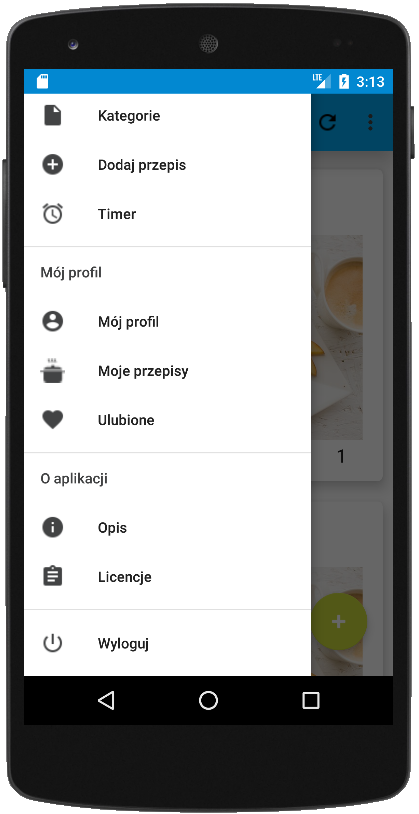 LTE 3:13
Kategorie
Dodaj przepis
Timer
Mój profil
Mój profil
Moje przepisy
Ulubione
1
O aplikacji
Opis
Licencje
Wyloguj